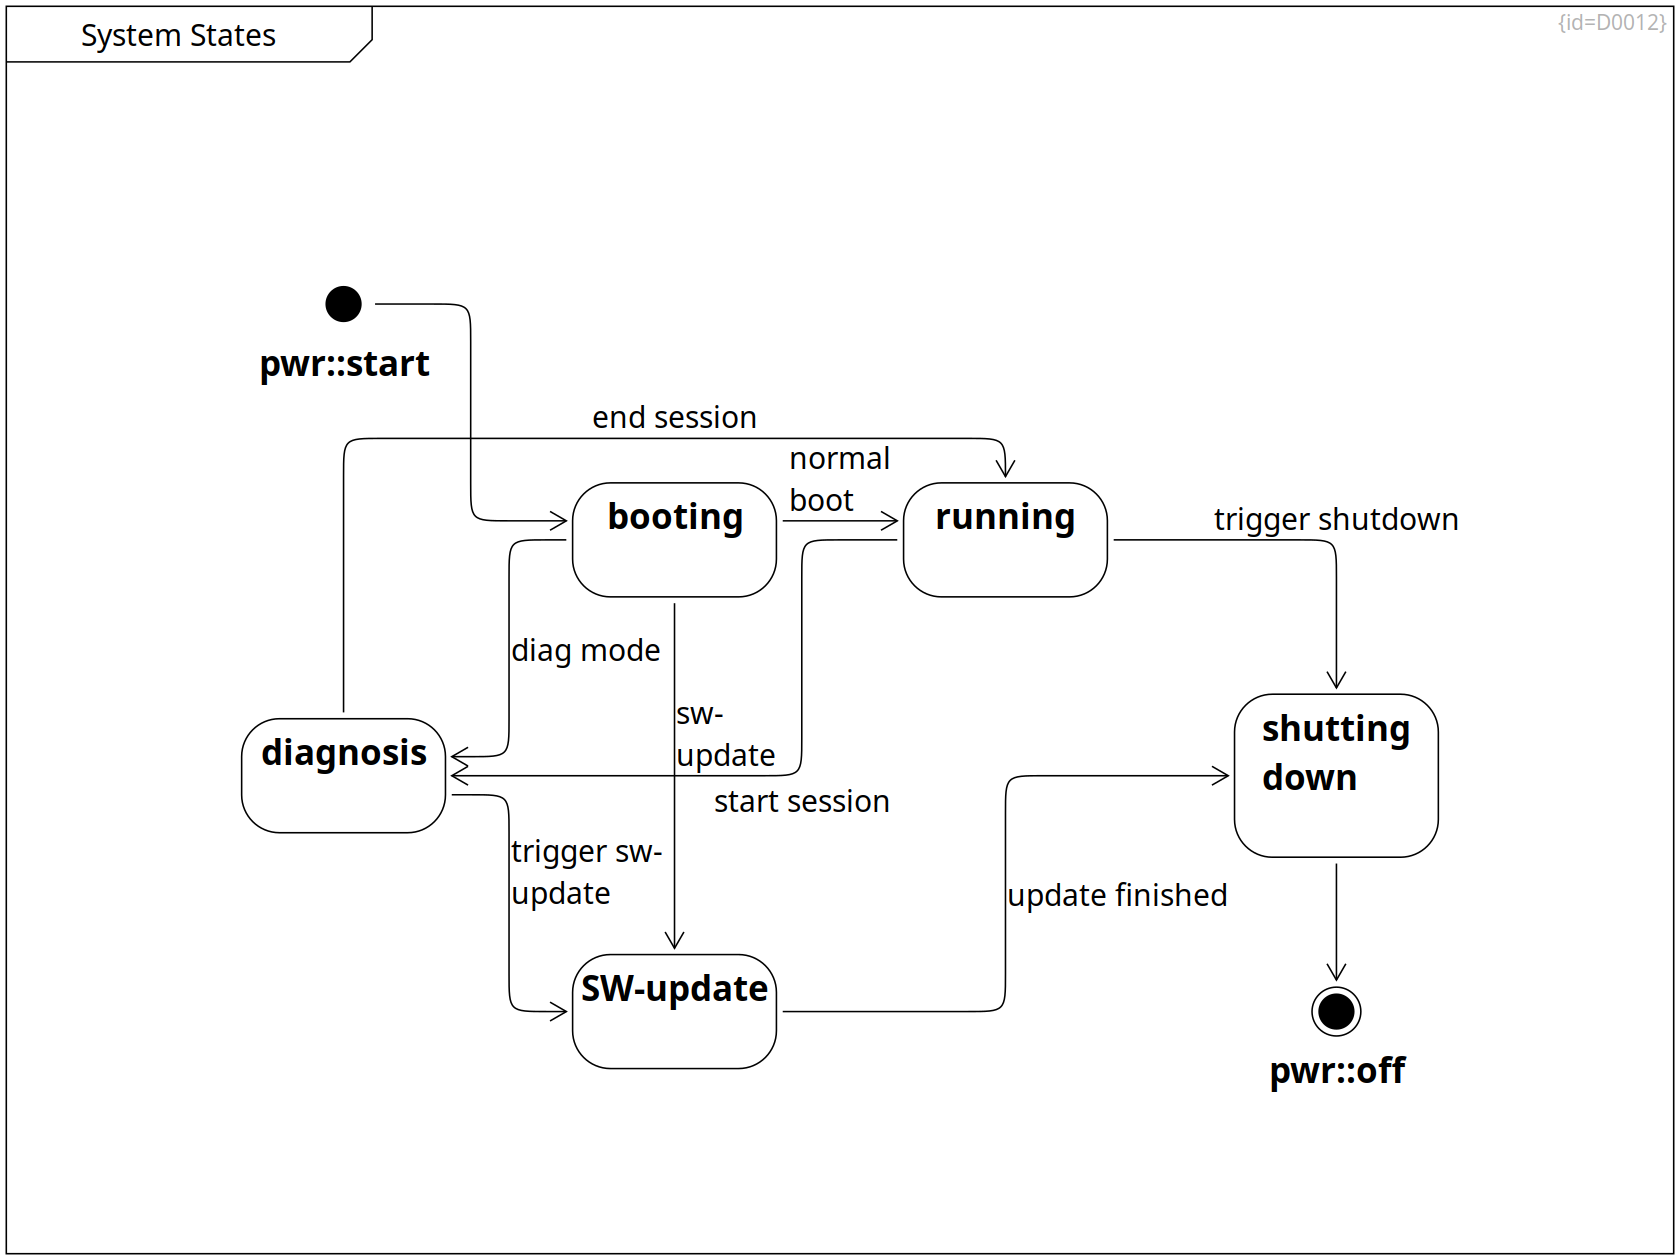 System States
{id=D0012}
pwr::start
end session
normal
boot
booting
running
trigger shutdown
diag mode
sw-
update
diagnosis
shutting
down
start session
trigger sw-
update
update finished
SW-update
pwr::off